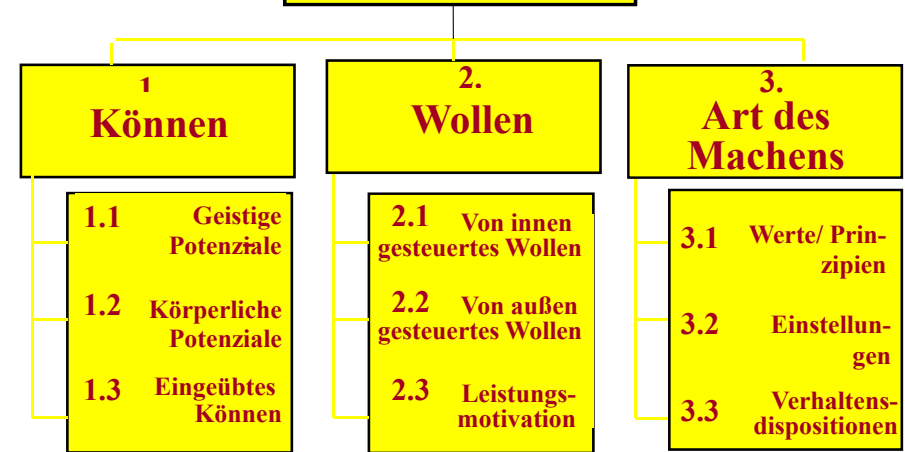 1
Können
2.
Wollen
3.
Art des
Machens
1.1 Geistige
Potenziale
1.2 Körperliche
Potenziale
1.3 Eingeübtes
Können
2.1 Von innen
gesteuertes Wollen
2.2 Von außen
gesteuertes Wollen
2.3 Leistungs-
motivation
3.1 Werte/ Prin-
zipien
3.2 Einstellun-
gen
3.3 Verhaltens-
dispositionen